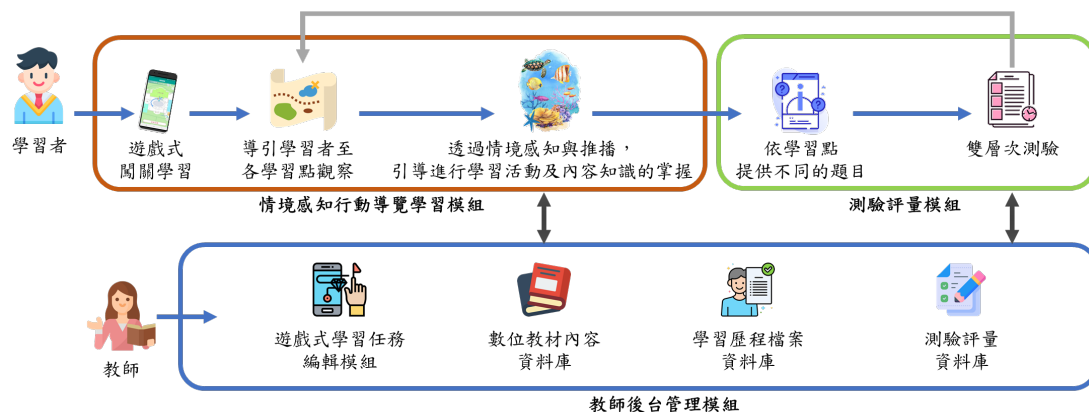 學習者
遊戲式
闖關學習
導引學習者至
各學習點觀察
透過情境感知與推播，
引導進行學習活動及內容知識的掌握
依學習點
提供不同的題目
雙層次測驗
情境感知行動導覽學習模組
測驗評量模組
教師
遊戲式學習任務
編輯模組
數位教材內容
資料庫
學習歷程檔案
資料庫
測驗評量
資料庫
教師後台管理模組